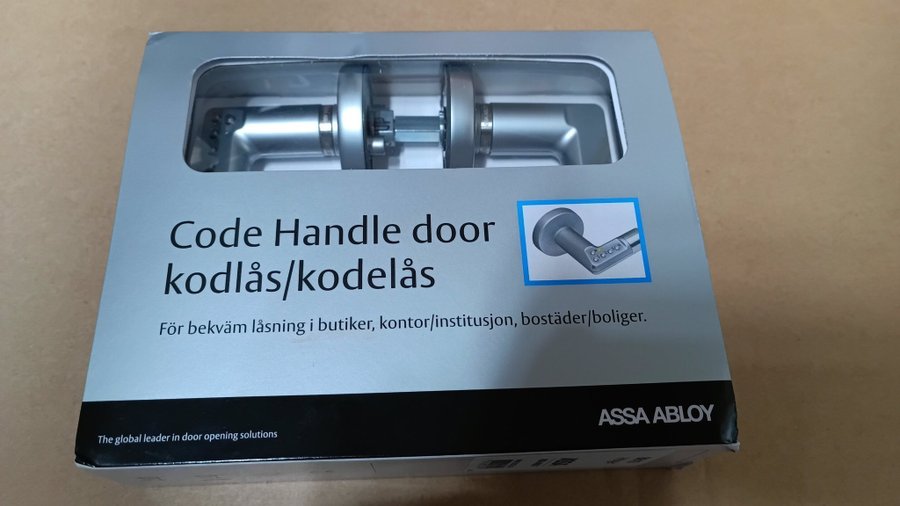 Code Handle door
kodlås/kodelås
För bekväm låsning i butiker, kontor/institusjon, bostäder/boliger.
ASSA ABLOY
The global leader in door opening solutions